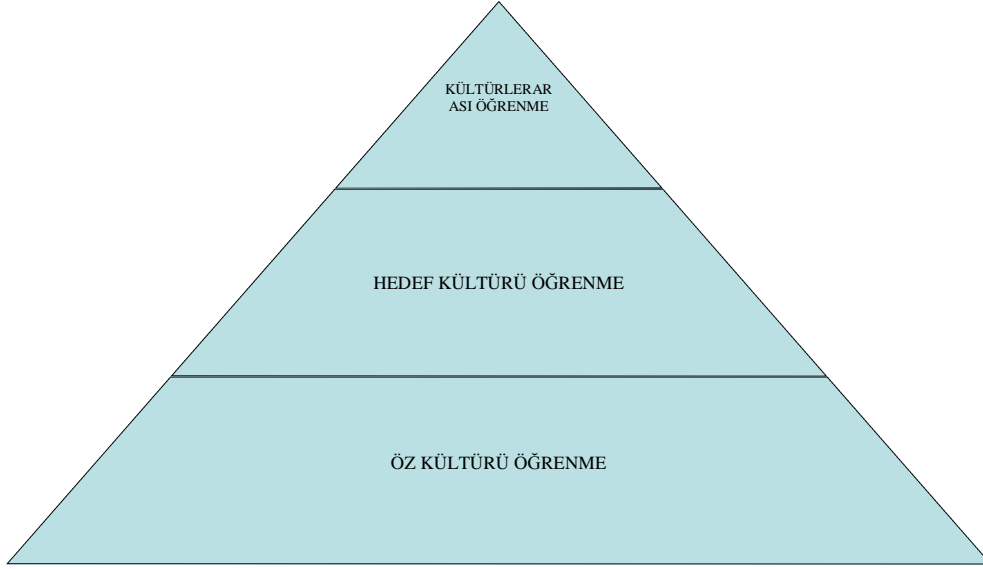 KÜLTÜRLERAR
ASI ÖĞRENME
HEDEF KÜLTÜRÜ ÖĞRENME
ÖZ KÜLTÜRÜ ÖĞRENME